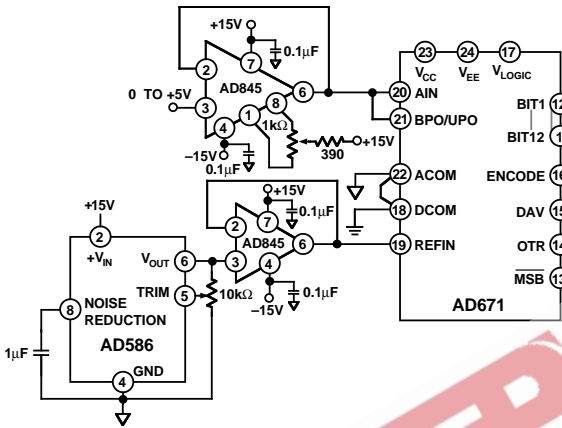 +15V
0.1µF
7
2
AD845
6
0 TO +5V
3
8
1
4
1kΩ
–15V
0.1µF
390
+15V
23
24
17
VCC
VEE
VLOGIC
20
AIN
21
BPO/UPO
22
ACOM
18
DCOM
19
REFIN
BIT1
12
BIT12
1
ENCODE
16
DAV
15
OTR
14
MSB
13
AD671
+15V
0.1µF
7
2
AD845
6
3
4
0.1µF
–15V
+15V
2
+VIN
VOUT
6
TRIM
5
10kΩ
8
NOISE
REDUCTION
AD586
1µF
4
GND